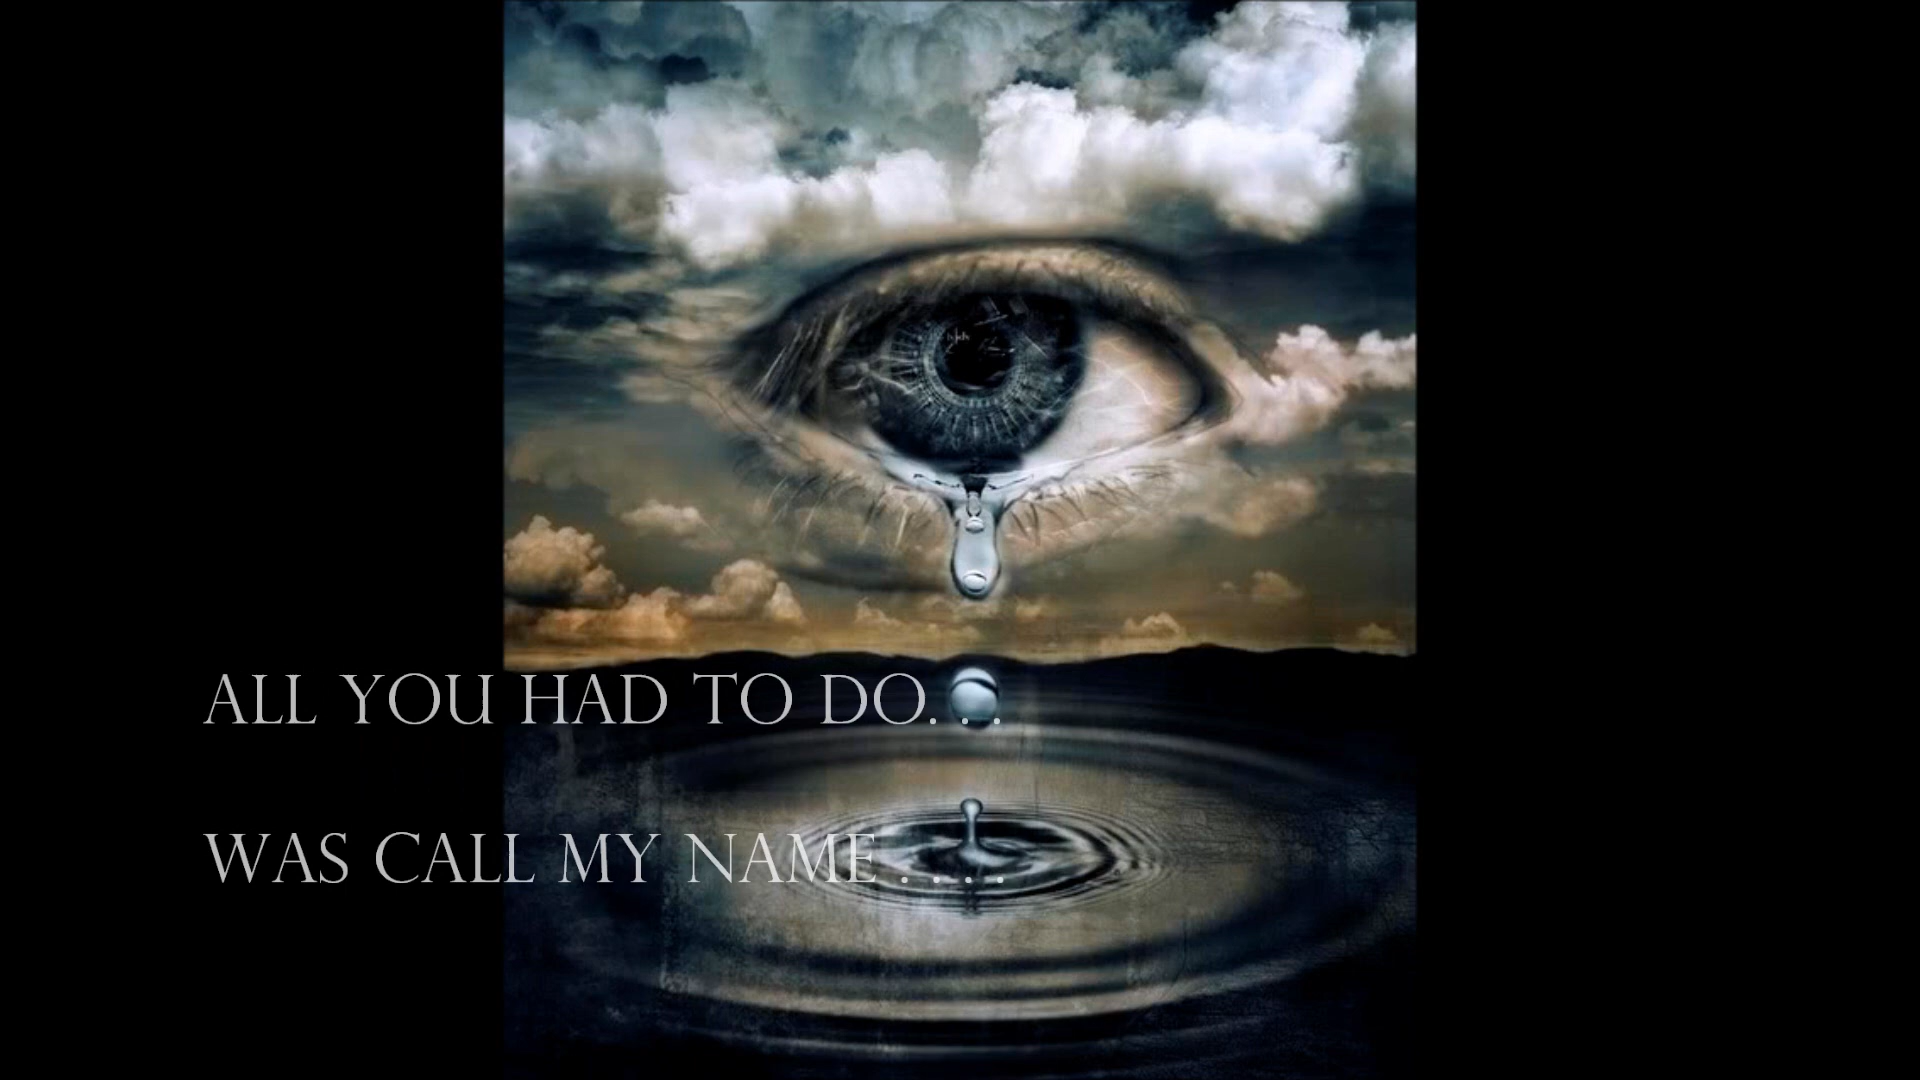 ALL YOU HAD TO DO. . .
WAS CALL MY NAME . . . .